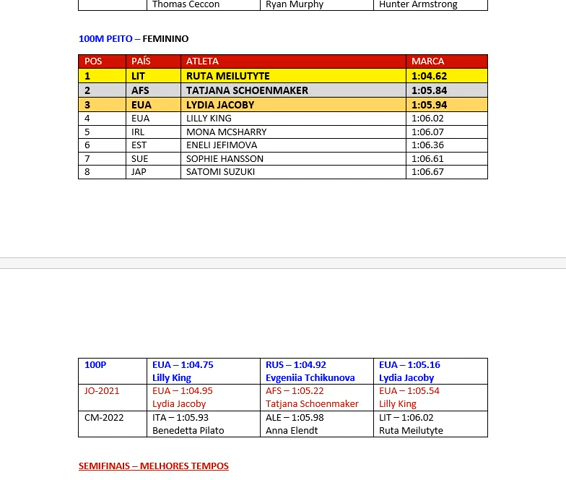 Thomas Ceccon Ryan Murphy Hunter Armstrong
100M PEITO – FEMININO
POS PAÍS ATLETA MARCA
1 LIT RUTA MEILUTYTE 1:04.62
2 AFS TATJANA SCHOENMAKER 1:05.84
3 EUA LYDIA JACOBY 1:05.94
4 EUA LILLY KING 1:06.02
5 IRL MONA MCSHARRY 1:06.07
6 EST ENELI JEFIMOVA 1:06.36
7 SUE SOPHIE HANSSON 1:06.61
8 JAP SATOMI SUZUKI 1:06.67
100P EUA – 1:04.75 RUS – 1:04.92 EUA – 1:05.16
Lilly King Evgeniia Tchikunova Lydia Jacoby
JO-2021 EUA – 1:04.95 AFS – 1:05.22 EUA – 1:05.54
Lydia Jacoby Tatjana Schoenmaker Lilly King
CM-2022 ITA – 1:05.93 ALE – 1:05.98 LIT – 1:06.02
Benedetta Pilato Anna Elendt Ruta Meilutyte
SEMIFINAIS – MELHORES TEMPOS